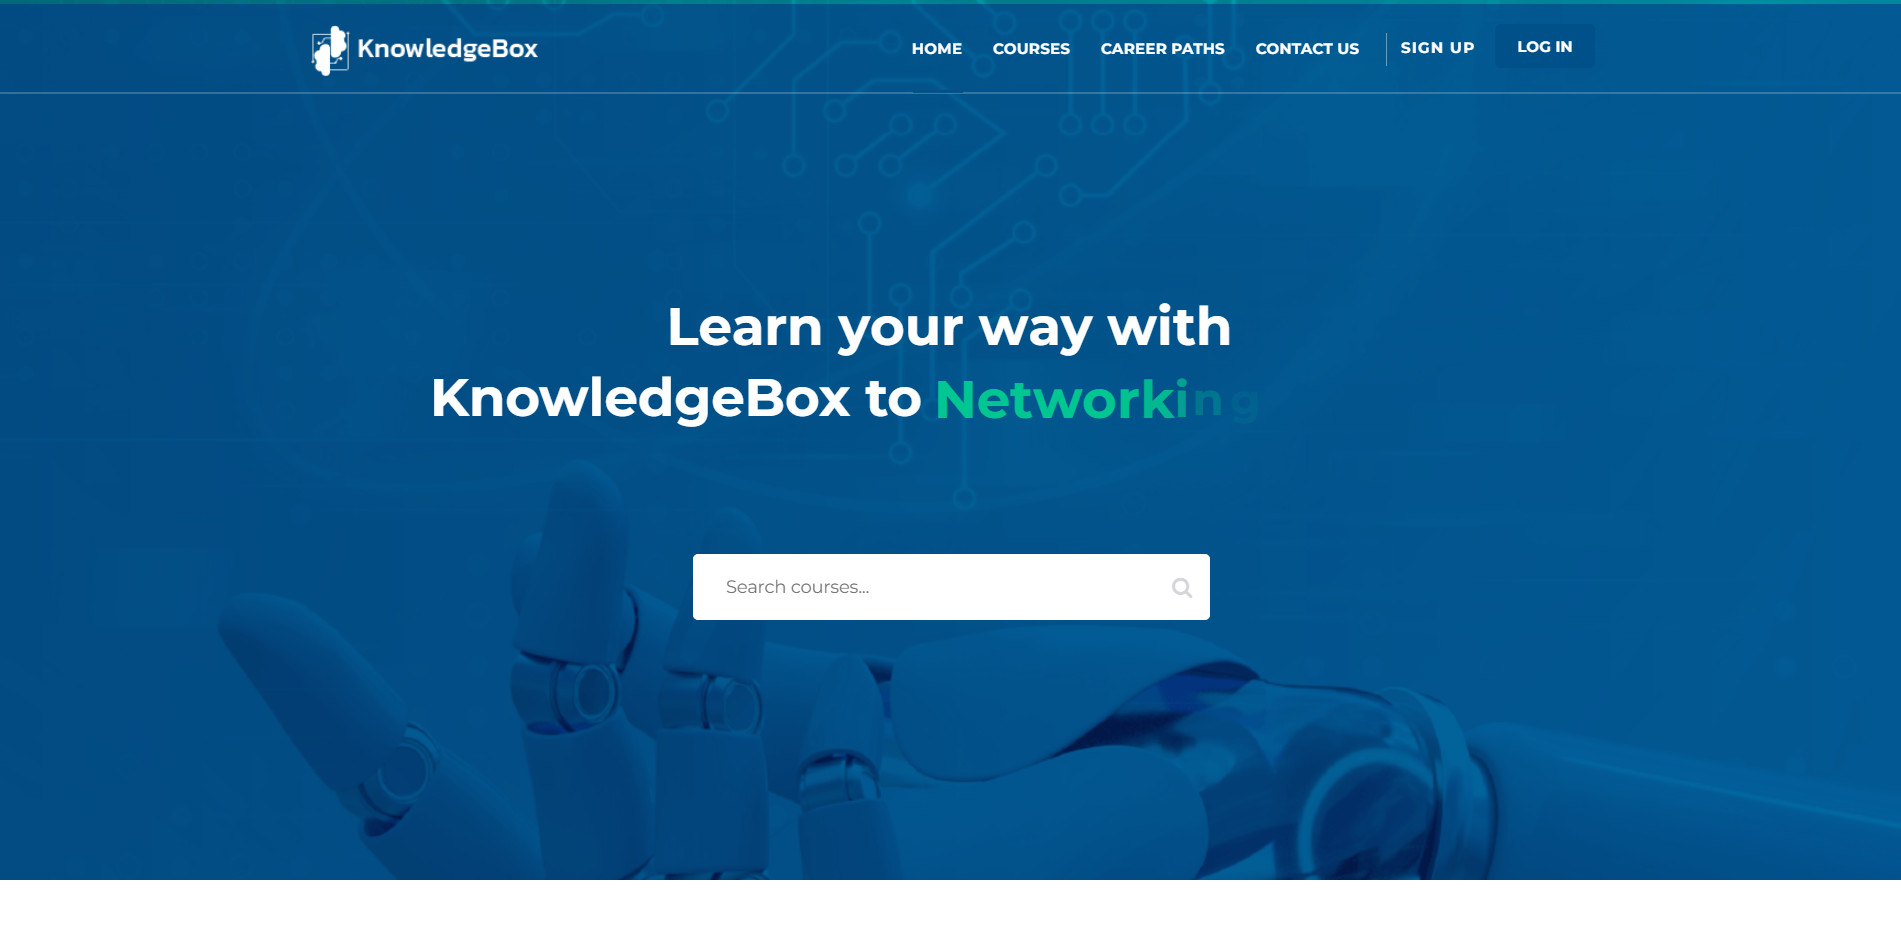 KnowledgeBox
HOME
COURSES
CAREER PATHS
CONTACT US
SIGN UP
LOG IN
Learn your way with
KnowledgeBox to Networking
Search courses...